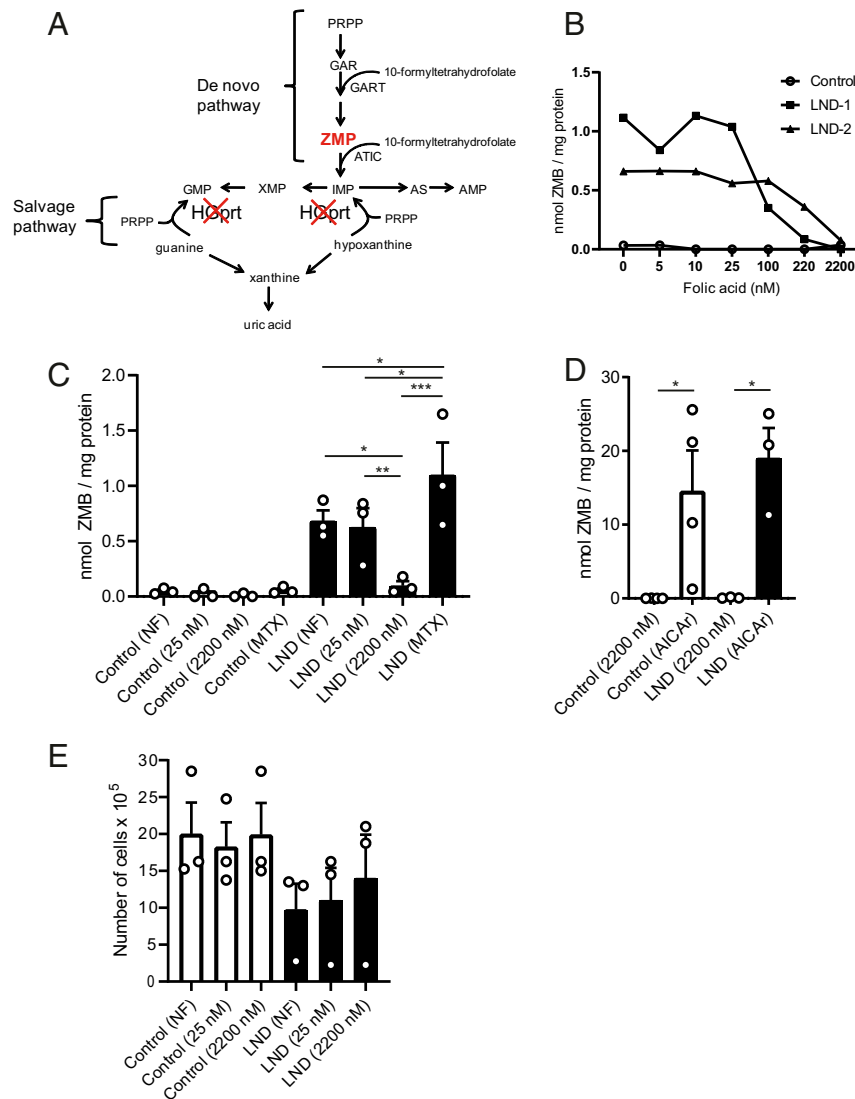 A
PRPP
GAR
10-formyltetrahydrofolate
GART
De novo
pathway
ZMP
10-formyltetrahydrofolate
ATIC
GMP
XMP
IMP
AS
AMP
HGprt
HGprt
Salvage
pathway
PRPP
PRPP
guanine
hypoxanthine
xanthine
uric acid
B
nmol ZMB / mg protein
1.5
1.0
0.5
0.0
Control
LND-1
LND-2
0 5 10 25 100 220 2200
Folic acid (nM)
C
nmol ZMB / mg protein
2.0
1.5
1.0
0.5
0.0
*
*
***
*
**
Control (NF)
Control (25 nM)
Control (2200 nM)
Control (MTX)
LND (NF)
LND (25 nM)
LND (2200 nM)
LND (MTX)
D
nmol ZMB / mg protein
30
20
10
0
* *
Control (2200 nM)
Control (AICAr)
LND (2200 nM)
LND (AICAr)
E
Number of cells x 10⁵
30
25
20
15
10
5
0
Control (NF)
Control (25 nM)
Control (2200 nM)
LND (NF)
LND (25 nM)
LND (2200 nM)